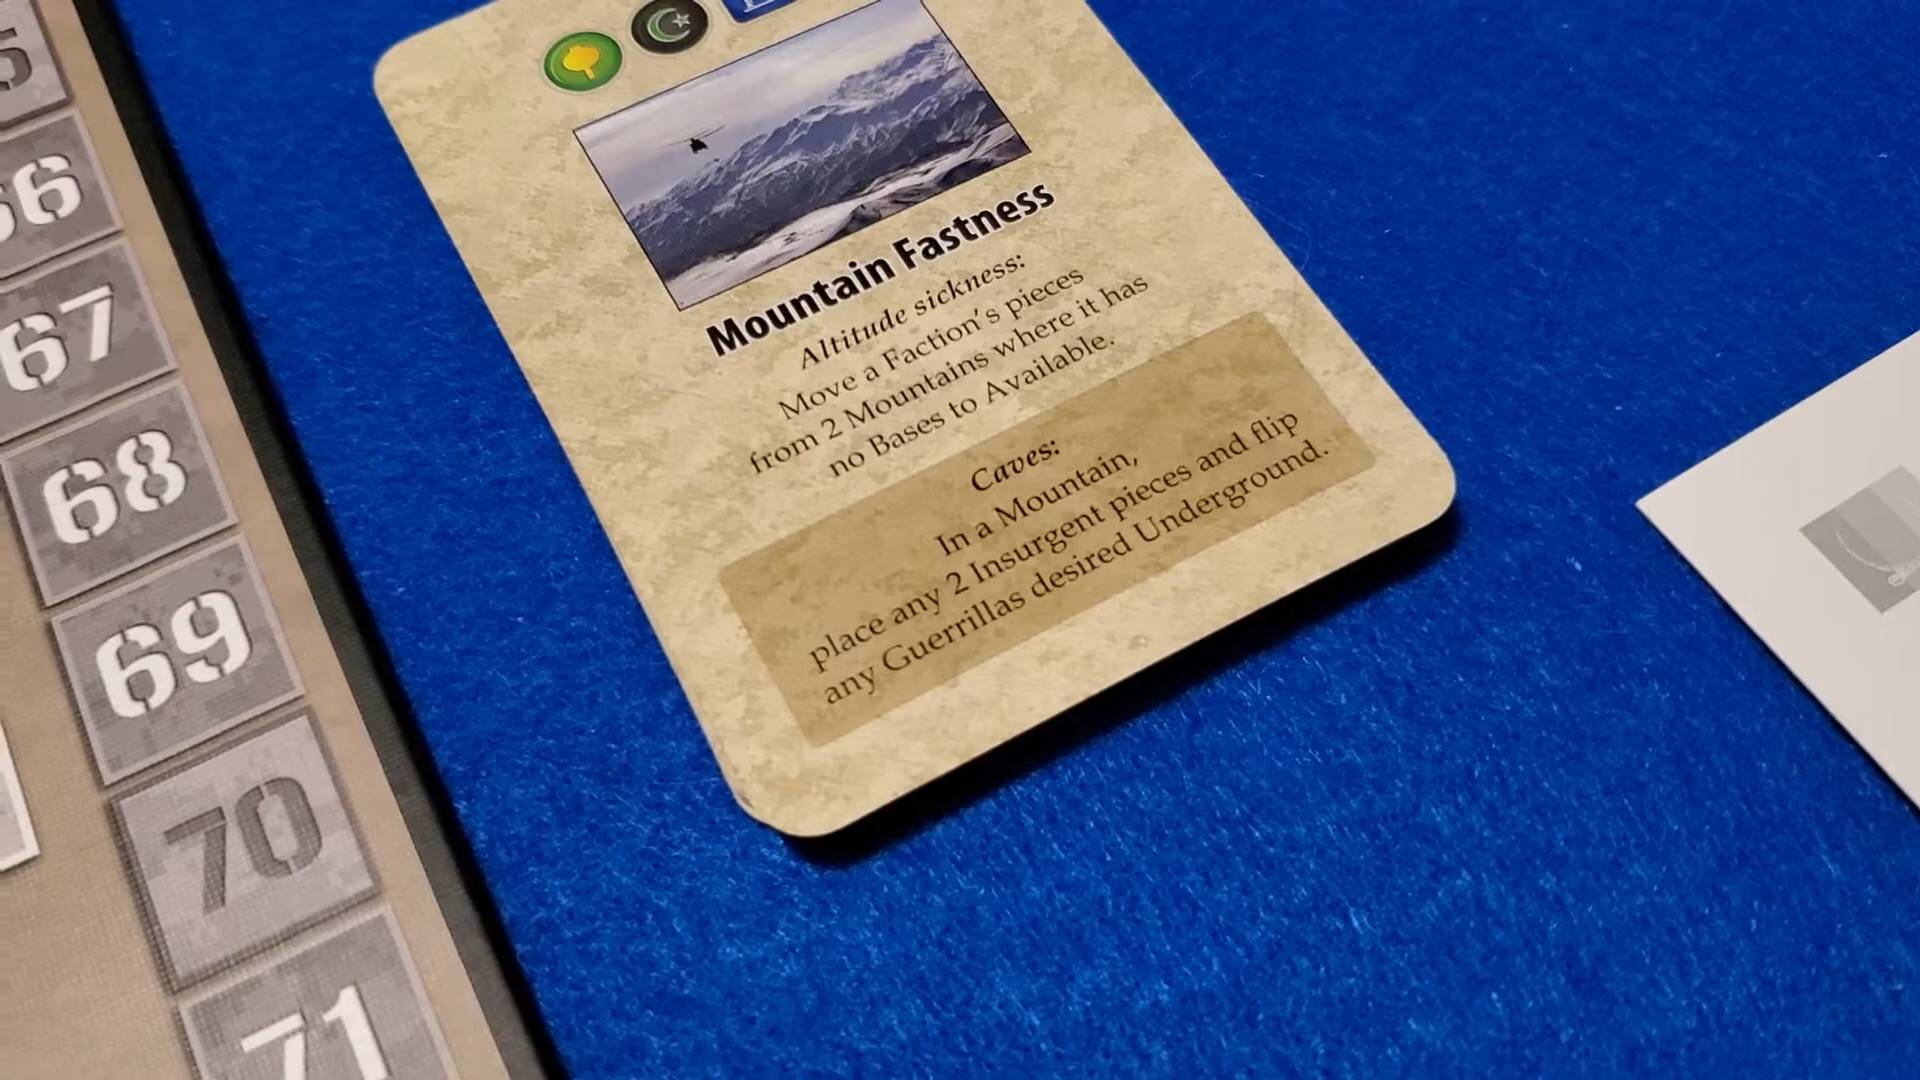 66
67
68
69
70
71
Mountain Fastness
Altitude sickness:
Move a Faction's pieces
from 2 Mountains where it has
no Bases to Available.
Caves:
In a Mountain,
place any 2 Insurgent pieces and flip
any Guerrillas desired Underground.